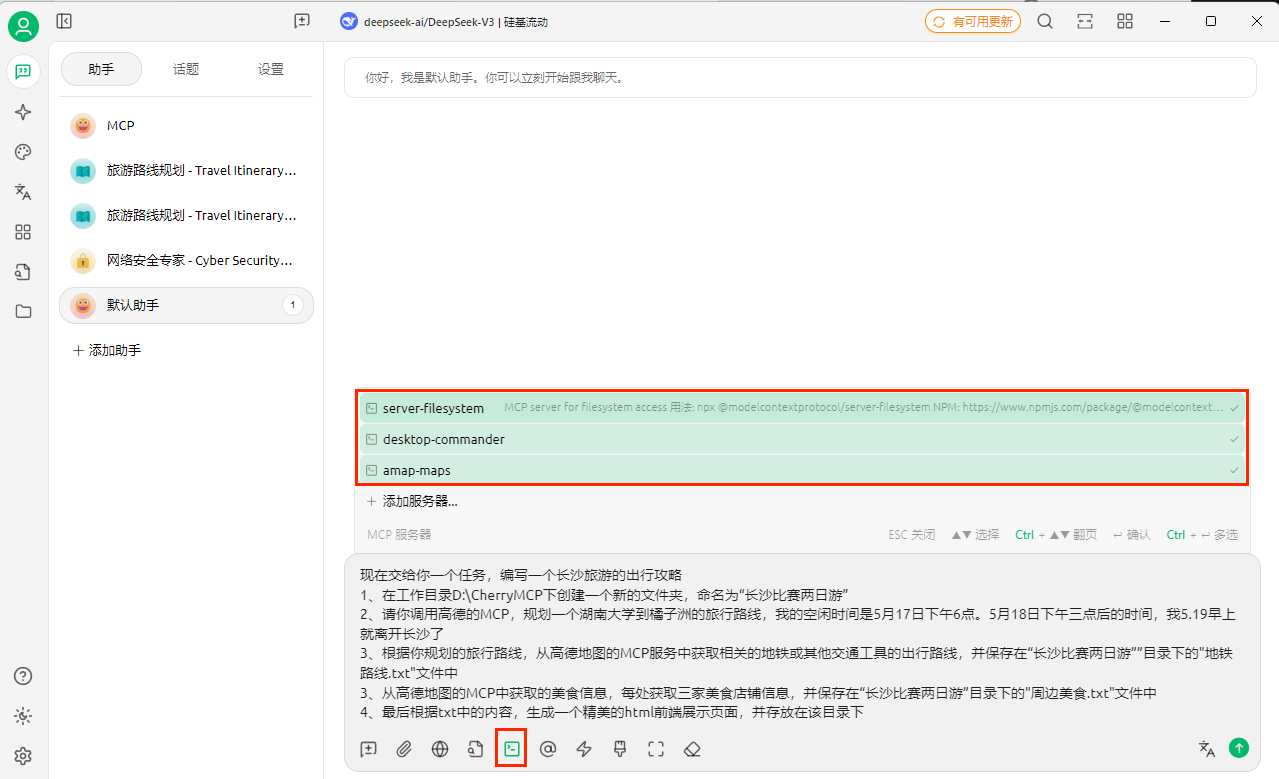 deepseek-ai/DeepSeek-V3 | 硅基流动
有可用更新
助手
话题
设置
你好，我是默认助手。你可以立刻开始跟我聊天。
MCP
旅游路线规划 - Travel Itinerary...
旅游路线规划 - Travel Itinerary...
网络安全专家 - Cyber Security...
默认助手
1
添加助手
server-filesystem MCP server for filesystem access 用法: npx @modelcontextprotocol/server-filesystem NPM: https://www.npmjs.com/package/@modelcontext...
desktop-commander
amap-maps
+ 添加服务器...
MCP 服务器
ESC 关闭 ▲▼ 选择 Ctrl + ▲▼ 翻页 ↩ 确认 Ctrl + ↩ 多选
现在交给你一个任务，编写一个长沙旅游的出行攻略
1、在工作目录D:\CherryMCP下创建一个新的文件夹，命名为“长沙比赛两日游”
2、请你调用高德的MCP，规划一个湖南大学到橘子洲的旅行路线，我的空闲时间是5月17日下午6点。5月18日下午三点后的时间，我5.19早上
就离开长沙了
3、根据你规划的旅行路线，从高德地图的MCP服务中获取相关的地铁或其他交通工具的出行路线，并保存在“长沙比赛两日游””目录下的"地铁
路线.txt"文件中
3、从高德地图的MCP中获取的美食信息，每处获取三家美食店铺信息，并保存在“长沙比赛两日游”目录下的"周边美食.txt"文件中
4、最后根据txt中的内容，生成一个精美的html前端展示页面，并存放在该目录下